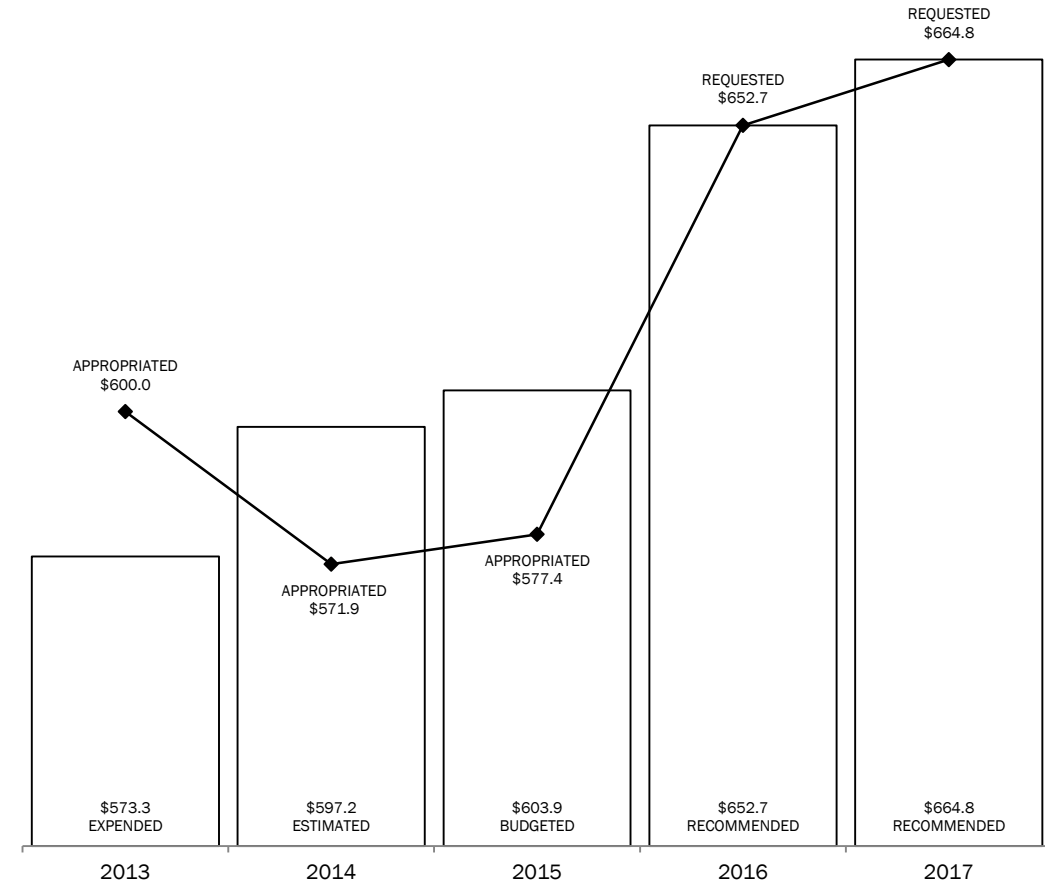 REQUESTED
$664.8
REQUESTED
$652.7
APPROPRIATED
$600.0
APPROPRIATED
$577.4
APPROPRIATED
$571.9
$573.3
EXPENDED
$597.2
ESTIMATED
$603.9
BUDGETED
$652.7
RECOMMENDED
$664.8
RECOMMENDED
2013
2014
2015
2016
2017